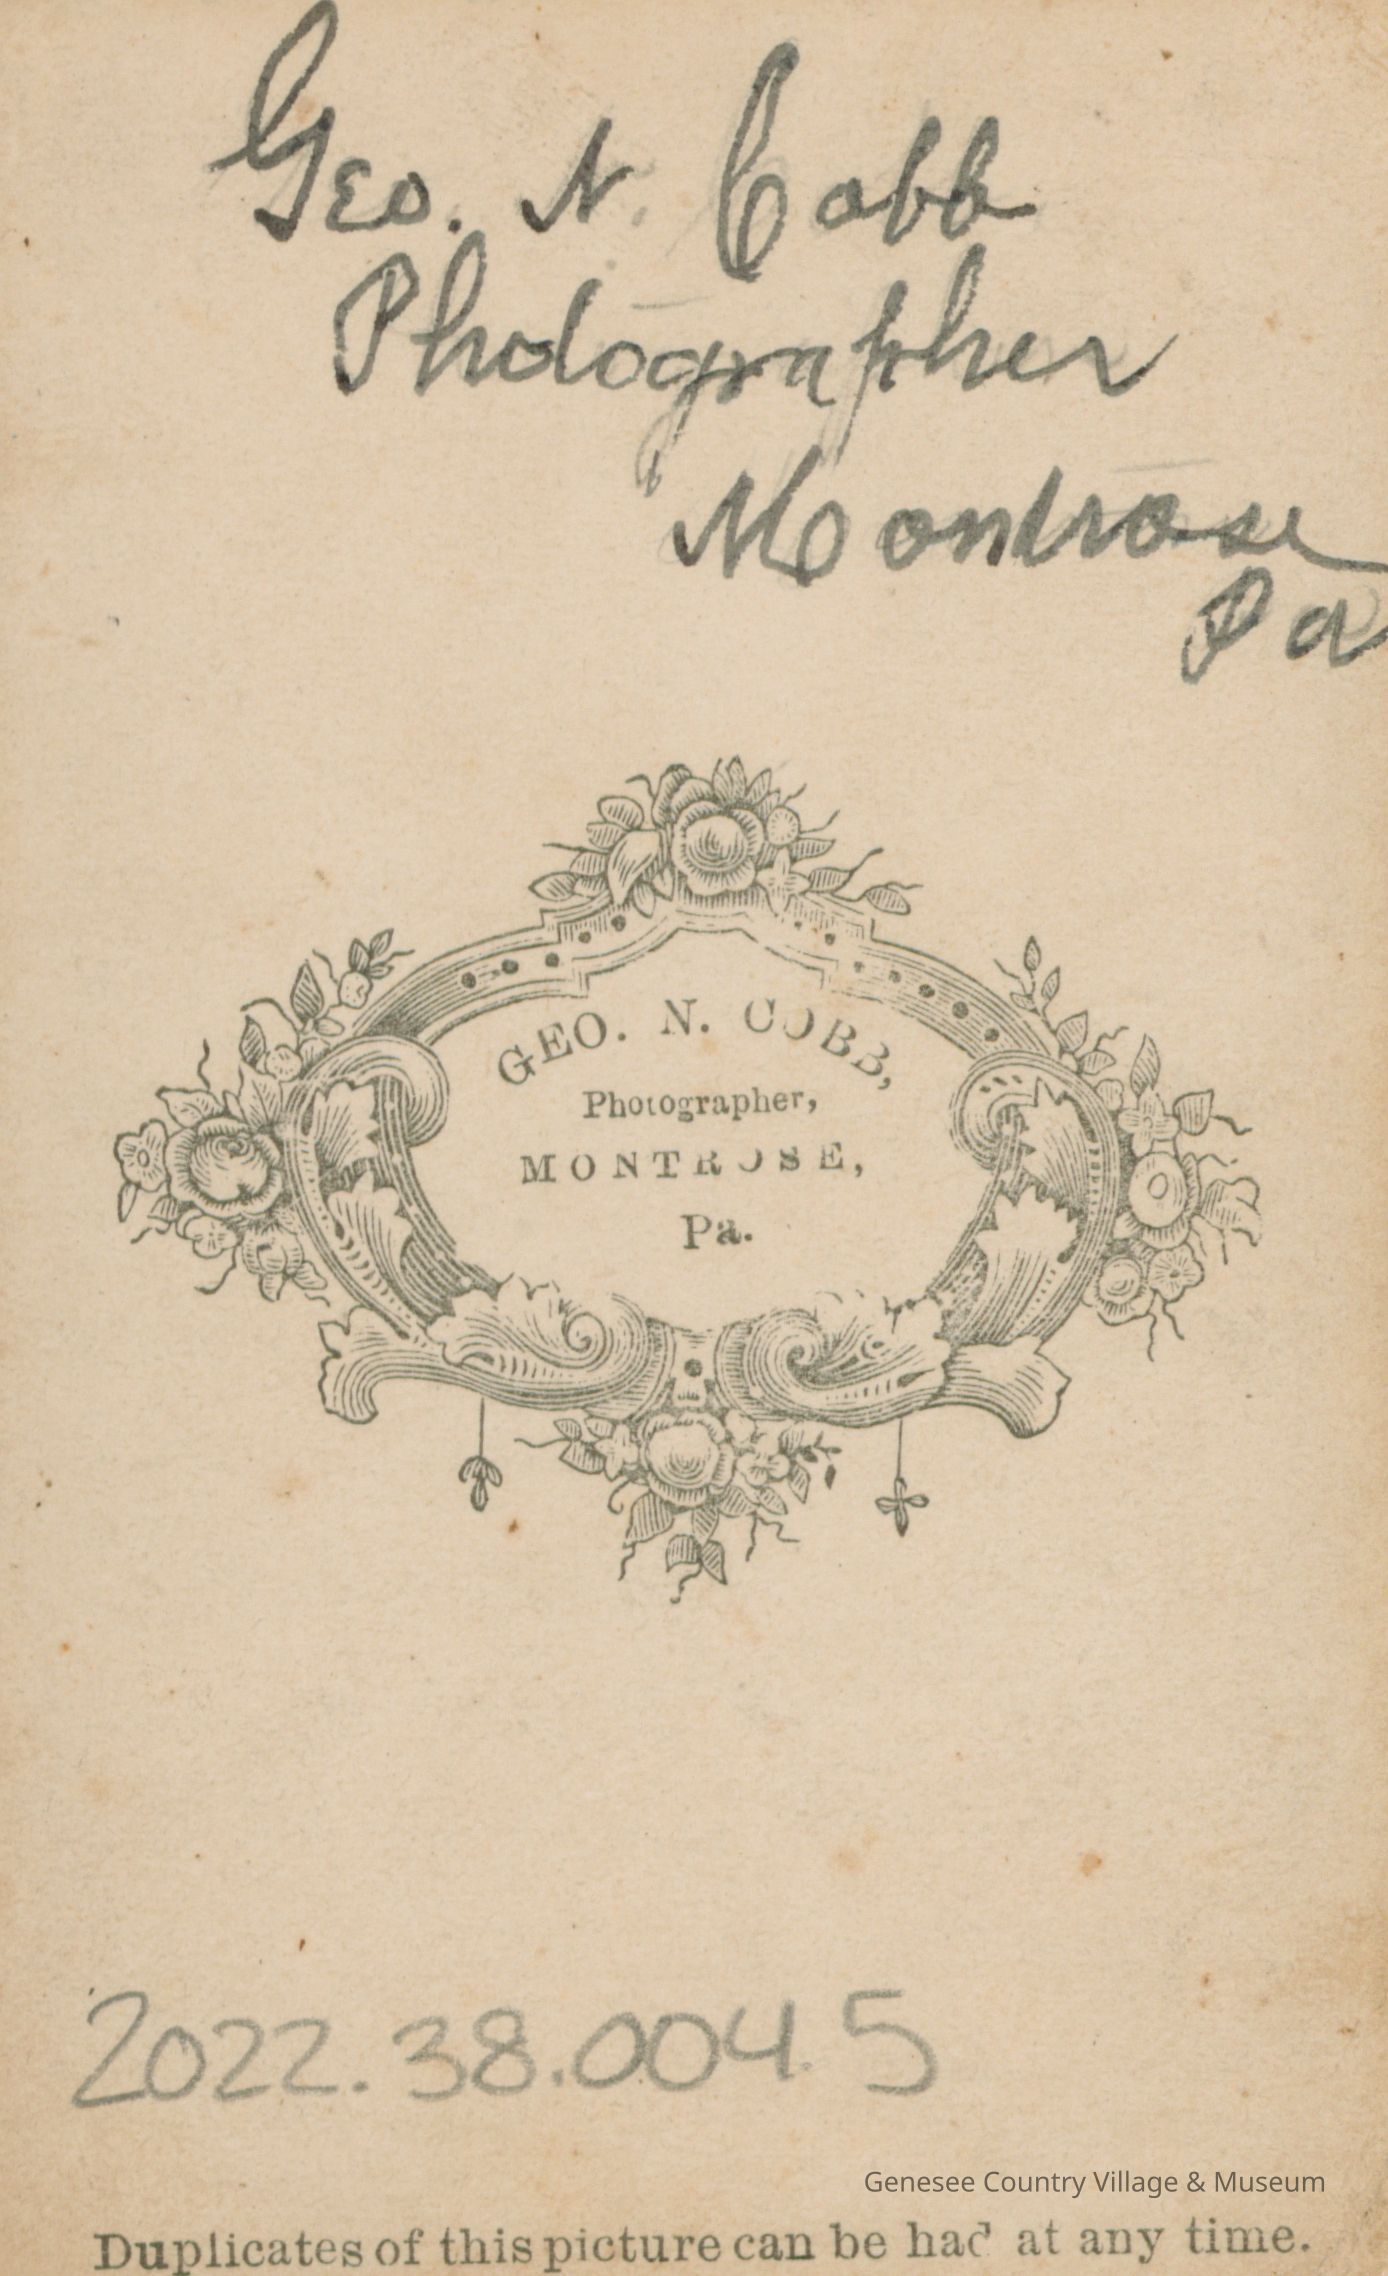 Geo. N. Cobb
Photographer
Montrose
Pa
GEO. N. COBB,
Photographer,
MONTROSE,
Pa.
2022.38.004.5
Genesee Country Village & Museum
Duplicates of this picture can be had at any time.